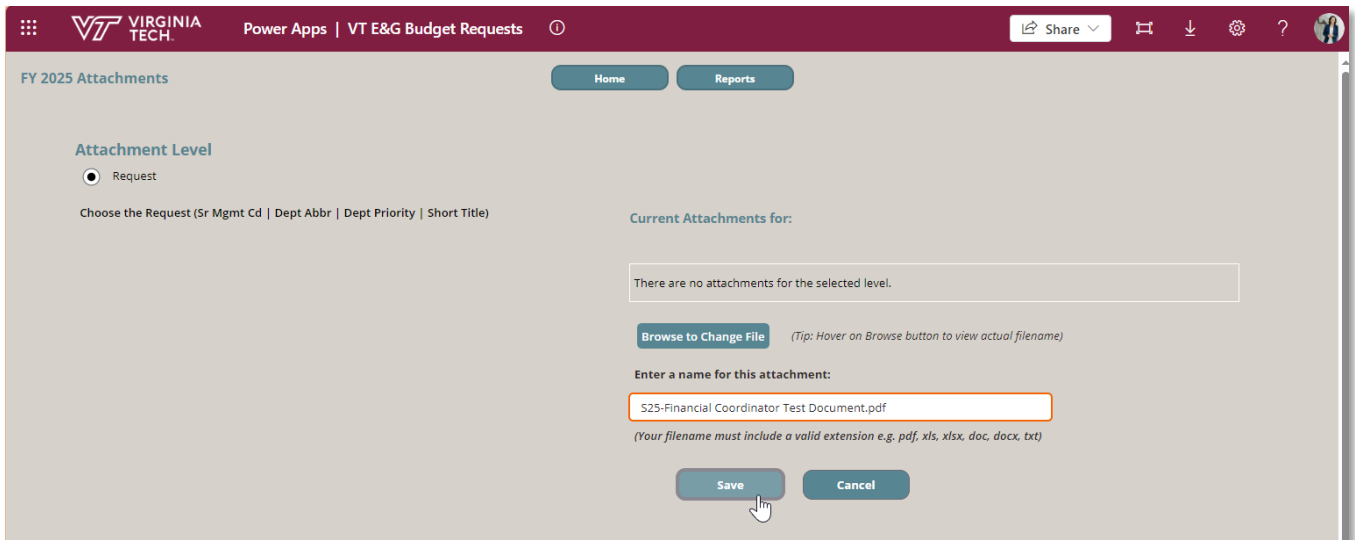 VT VIRGINIA TECH. Power Apps | VT E&G Budget Requests Share ?
FY 2025 Attachments Home Reports
Attachment Level
Request
Choose the Request (Sr Mgmt Cd | Dept Abbr | Dept Priority | Short Title)
Current Attachments for:
There are no attachments for the selected level.
Browse to Change File (Tip: Hover on Browse button to view actual filename)
Enter a name for this attachment:
S25-Financial Coordinator Test Document.pdf
(Your filename must include a valid extension e.g. pdf, xls, xlsx, doc, docx, txt)
Save Cancel